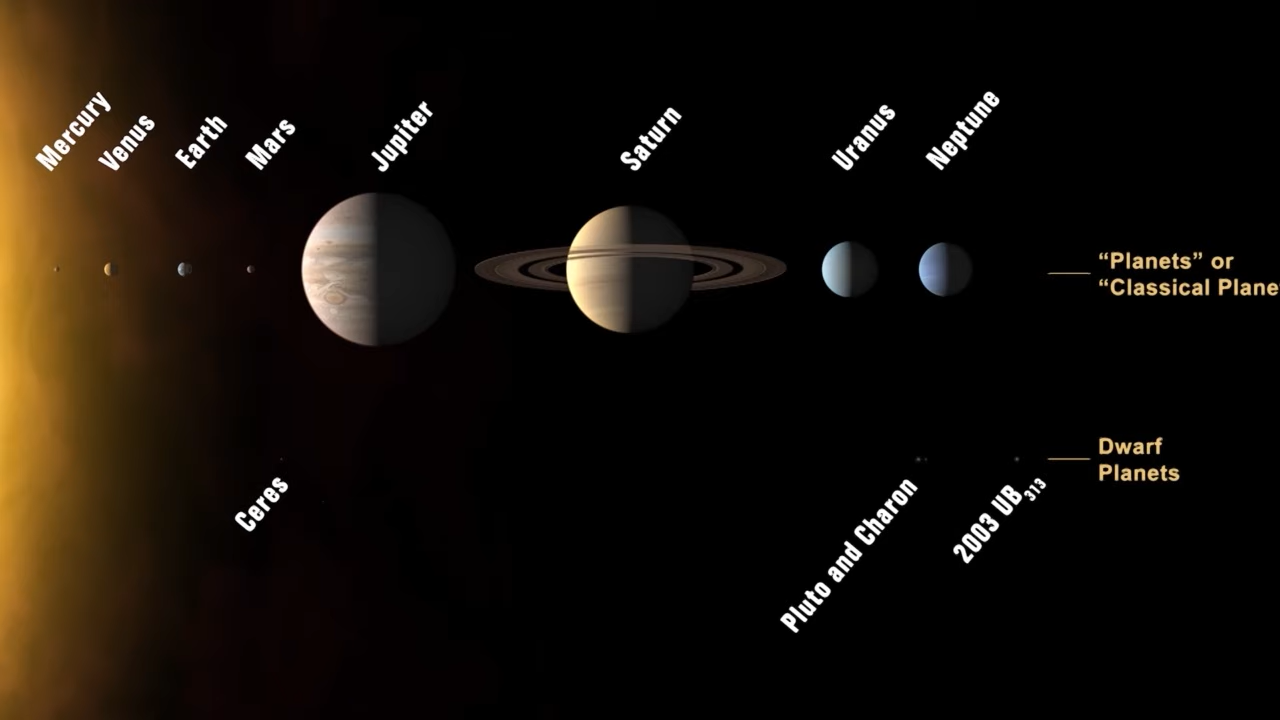 Mercury
Venus
Earth
Mars
Jupiter
Saturn
Uranus
Neptune
“Planets” or
“Classical Plane
Ceres
Pluto and Charon
2003 UB313
Dwarf
Planets